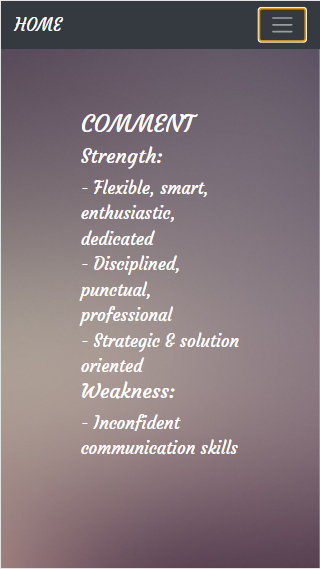 HOME
COMMENT
Strength:
- Flexible, smart,
enthusiastic,
dedicated
- Disciplined,
punctual,
professional
- Strategic & solution
oriented
Weakness:
- Inconfident
communication skills